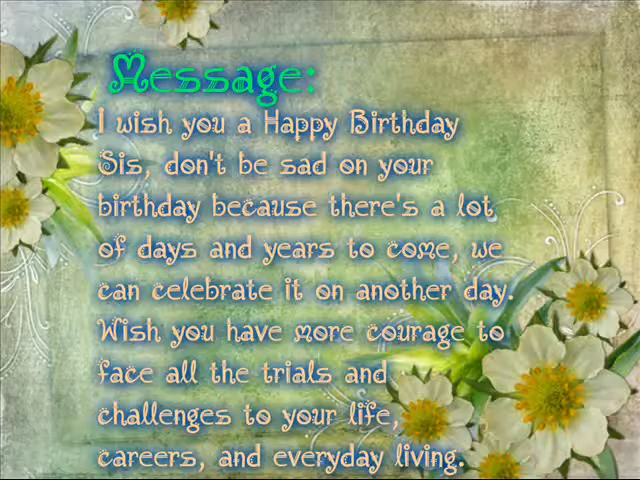 Message:
I wish you a Happy Birthday
Sis, don't be sad on your
birthday because there's a lot
of days and years to come, we
can celebrate it on another day.
Wish you have more courage to
face all the trials and
challenges to your life,
careers, and everyday living.